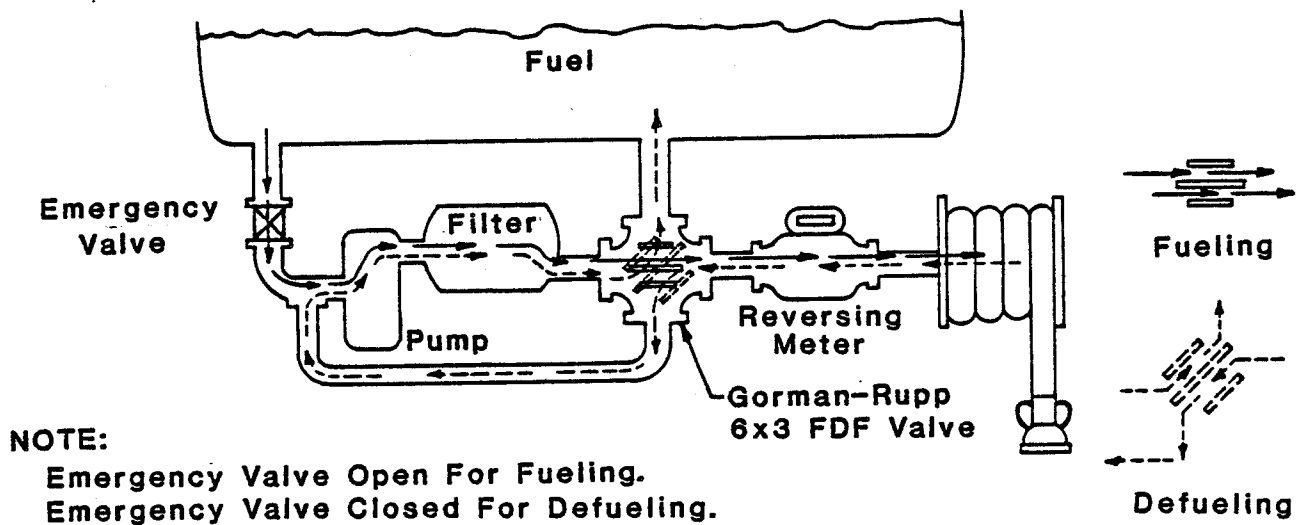 Fuel
Emergency
Valve
Filter
Pump
Reversing
Meter
Gorman-Rupp
6x3 FDF Valve
Fueling
Defueling
NOTE:
Emergency Valve Open For Fueling.
Emergency Valve Closed For Defueling.